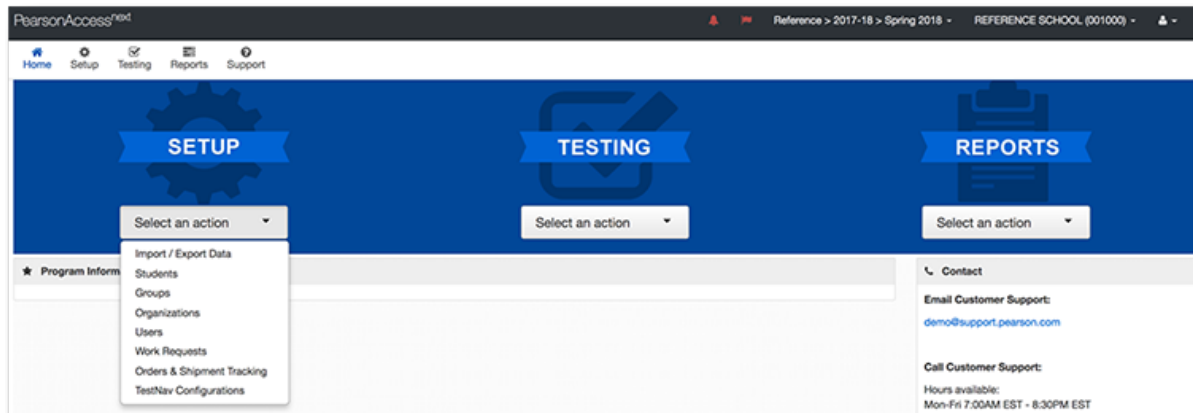 PearsonAccessnext
Reference > 2017-18 > Spring 2018
REFERENCE SCHOOL (001000)
Home Setup Testing Reports Support
SETUP
TESTING
REPORTS
Select an action
Select an action
Select an action
Import / Export Data
Students
Groups
Organizations
Users
Work Requests
Orders & Shipment Tracking
TestNav Configurations
Program Inform
Contact
Email Customer Support:
demo@support.pearson.com
Call Customer Support:
Hours available:
Mon-Fri 7:00AM EST - 8:30PM EST